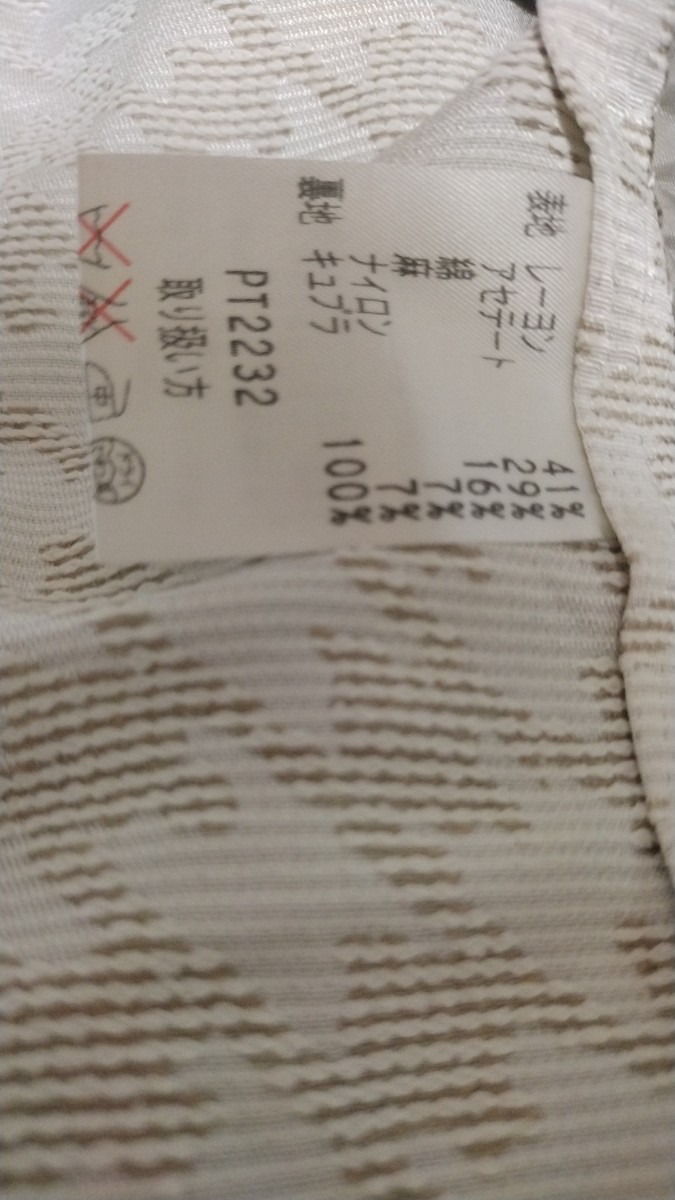 表地 レーヨン 41%
アセテート 29%
綿 16%
麻 7%
ナイロン 7%
裏地 キュプラ 100%
PT2232
取り扱い方
中